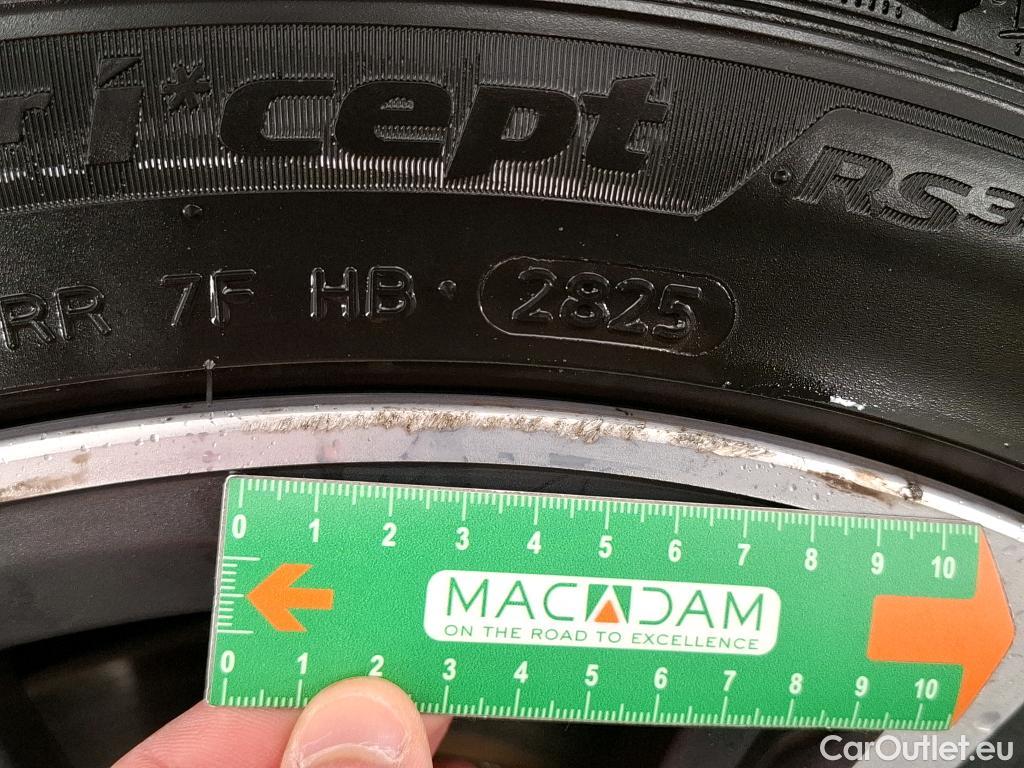 i*cept
RS3
RR 7F HB 2825
0 1 2 3 4 5 6 7 8 9 10
MACADAM
ON THE ROAD TO EXCELLENCE
0 1 2 3 4 5 6 7 8 9 10
CarOutlet.eu